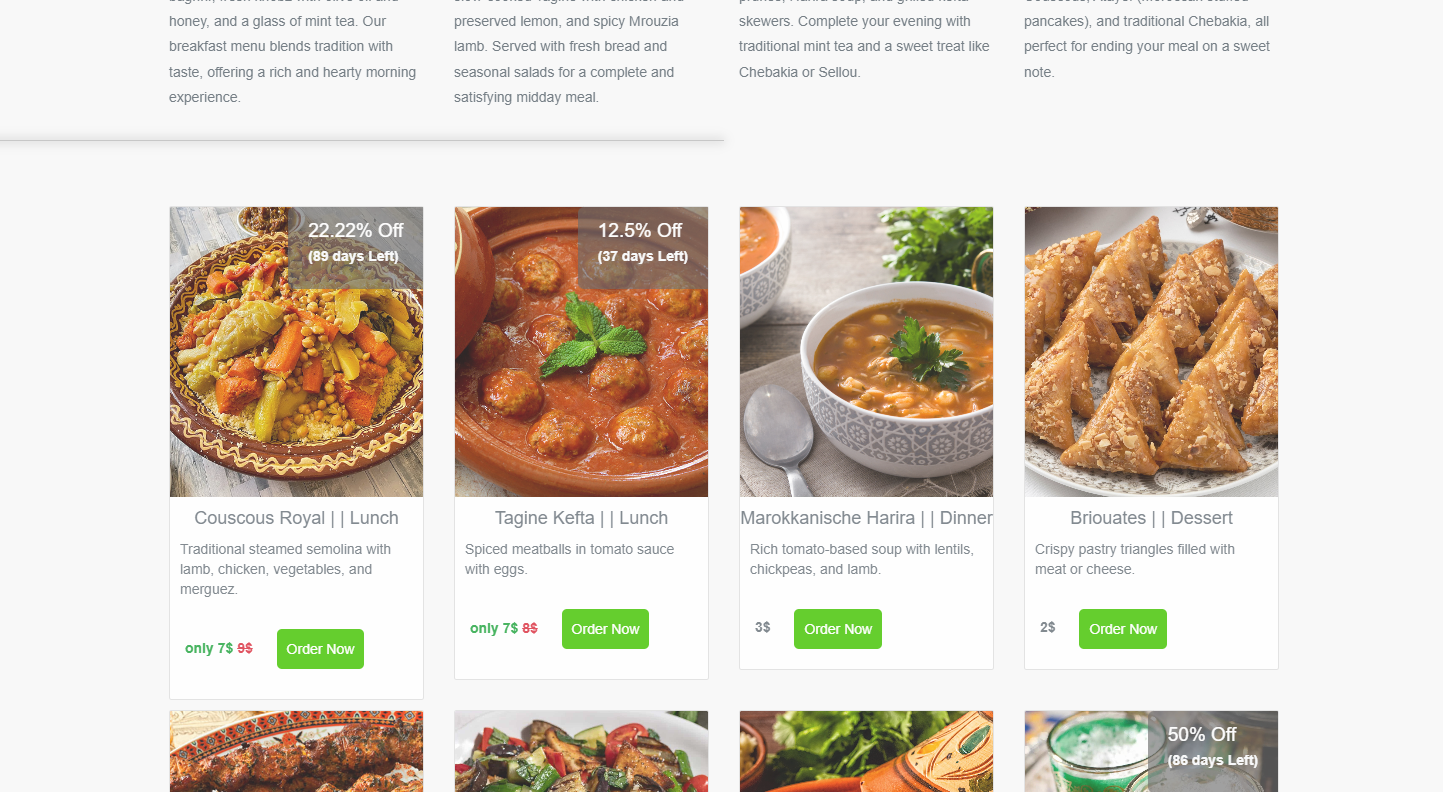 honey, and a glass of mint tea. Our
breakfast menu blends tradition with
taste, offering a rich and hearty morning
experience.
preserved lemon, and spicy Mrouzia
lamb. Served with fresh bread and
seasonal salads for a complete and
satisfying midday meal.
skewers. Complete your evening with
traditional mint tea and a sweet treat like
Chebakia or Sellou.
pancakes), and traditional Chebakia, all
perfect for ending your meal on a sweet
note.
22.22% Off
(89 days Left)
Couscous Royal | | Lunch
Traditional steamed semolina with
lamb, chicken, vegetables, and
merguez.
only 7$ 9$
Order Now
12.5% Off
(37 days Left)
Tagine Kefta | | Lunch
Spiced meatballs in tomato sauce
with eggs.
only 7$ 8$
Order Now
Marokkanische Harira | | Dinner
Rich tomato-based soup with lentils,
chickpeas, and lamb.
3$
Order Now
Briouates | | Dessert
Crispy pastry triangles filled with
meat or cheese.
2$
Order Now
50% Off
(86 days Left)